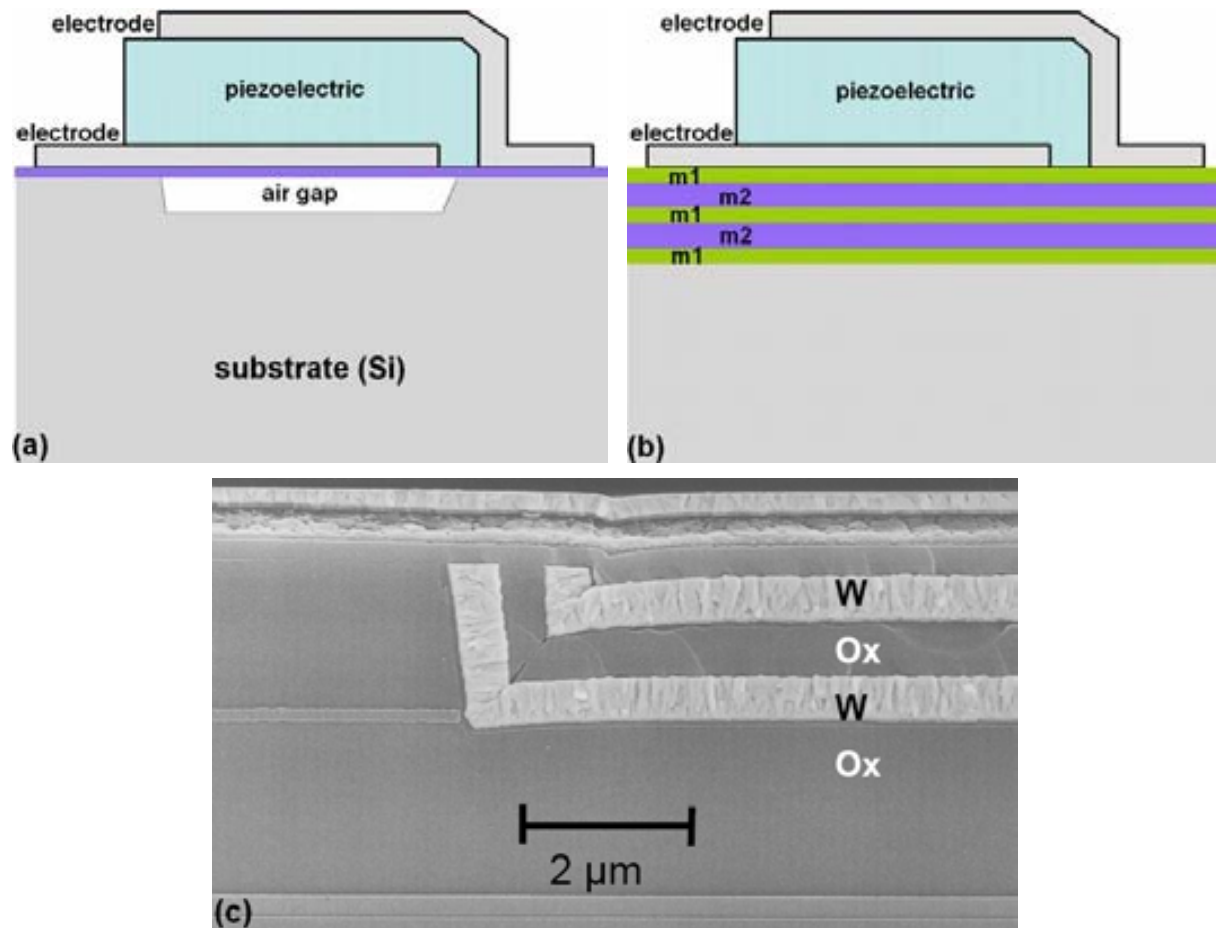 electrode
piezoelectric
electrode
air gap
substrate (Si)
(a)
electrode
piezoelectric
electrode
m1
m2
m1
m2
m1
(b)
W
Ox
W
Ox
2 μm
(c)